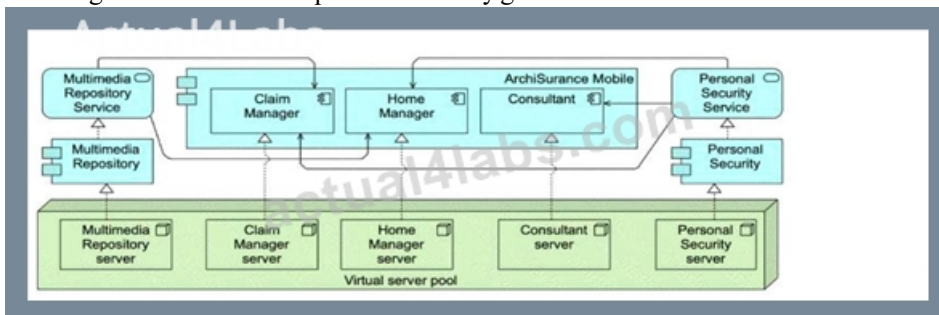 Actual4Labs
Multimedia
Repository
Service
ArchiSurance Mobile
Claim
Manager
Home
Manager
Consultant
Personal
Security
Service
Multimedia
Repository
Personal
Security
actual4labs.com
Multimedia
Repository
server
Claim
Manager
server
Home
Manager
server
Consultant
server
Personal
Security
server
Virtual server pool